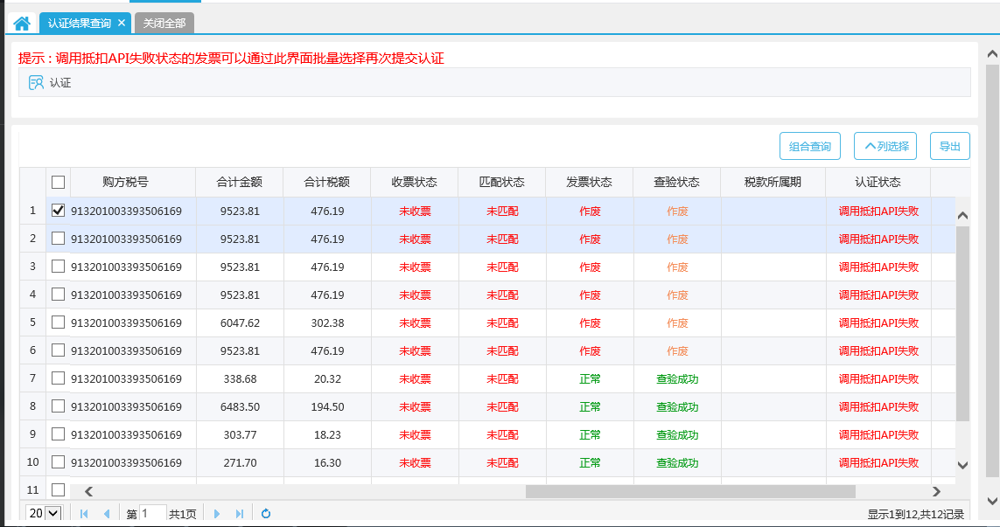 认证结果查询 × 关闭全部
提示：调用抵扣API失败状态的发票可以通过此界面批量选择再次提交认证
认证
组合查询 列选择 导出
购方税号 合计金额 合计税额 收票状态 匹配状态 发票状态 查验状态 税款所属期 认证状态
1 913201003393506169 9523.81 476.19 未收票 未匹配 作废 作废 调用抵扣API失败
2 913201003393506169 9523.81 476.19 未收票 未匹配 作废 作废 调用抵扣API失败
3 913201003393506169 9523.81 476.19 未收票 未匹配 作废 作废 调用抵扣API失败
4 913201003393506169 9523.81 476.19 未收票 未匹配 作废 作废 调用抵扣API失败
5 913201003393506169 6047.62 302.38 未收票 未匹配 作废 作废 调用抵扣API失败
6 913201003393506169 9523.81 476.19 未收票 未匹配 作废 作废 调用抵扣API失败
7 913201003393506169 338.68 20.32 未收票 未匹配 正常 查验成功 调用抵扣API失败
8 913201003393506169 6483.50 194.50 未收票 未匹配 正常 查验成功 调用抵扣API失败
9 913201003393506169 303.77 18.23 未收票 未匹配 正常 查验成功 调用抵扣API失败
10 913201003393506169 271.70 16.30 未收票 未匹配 正常 查验成功 调用抵扣API失败
11
20 第 1 共1页 显示1到12,共12记录